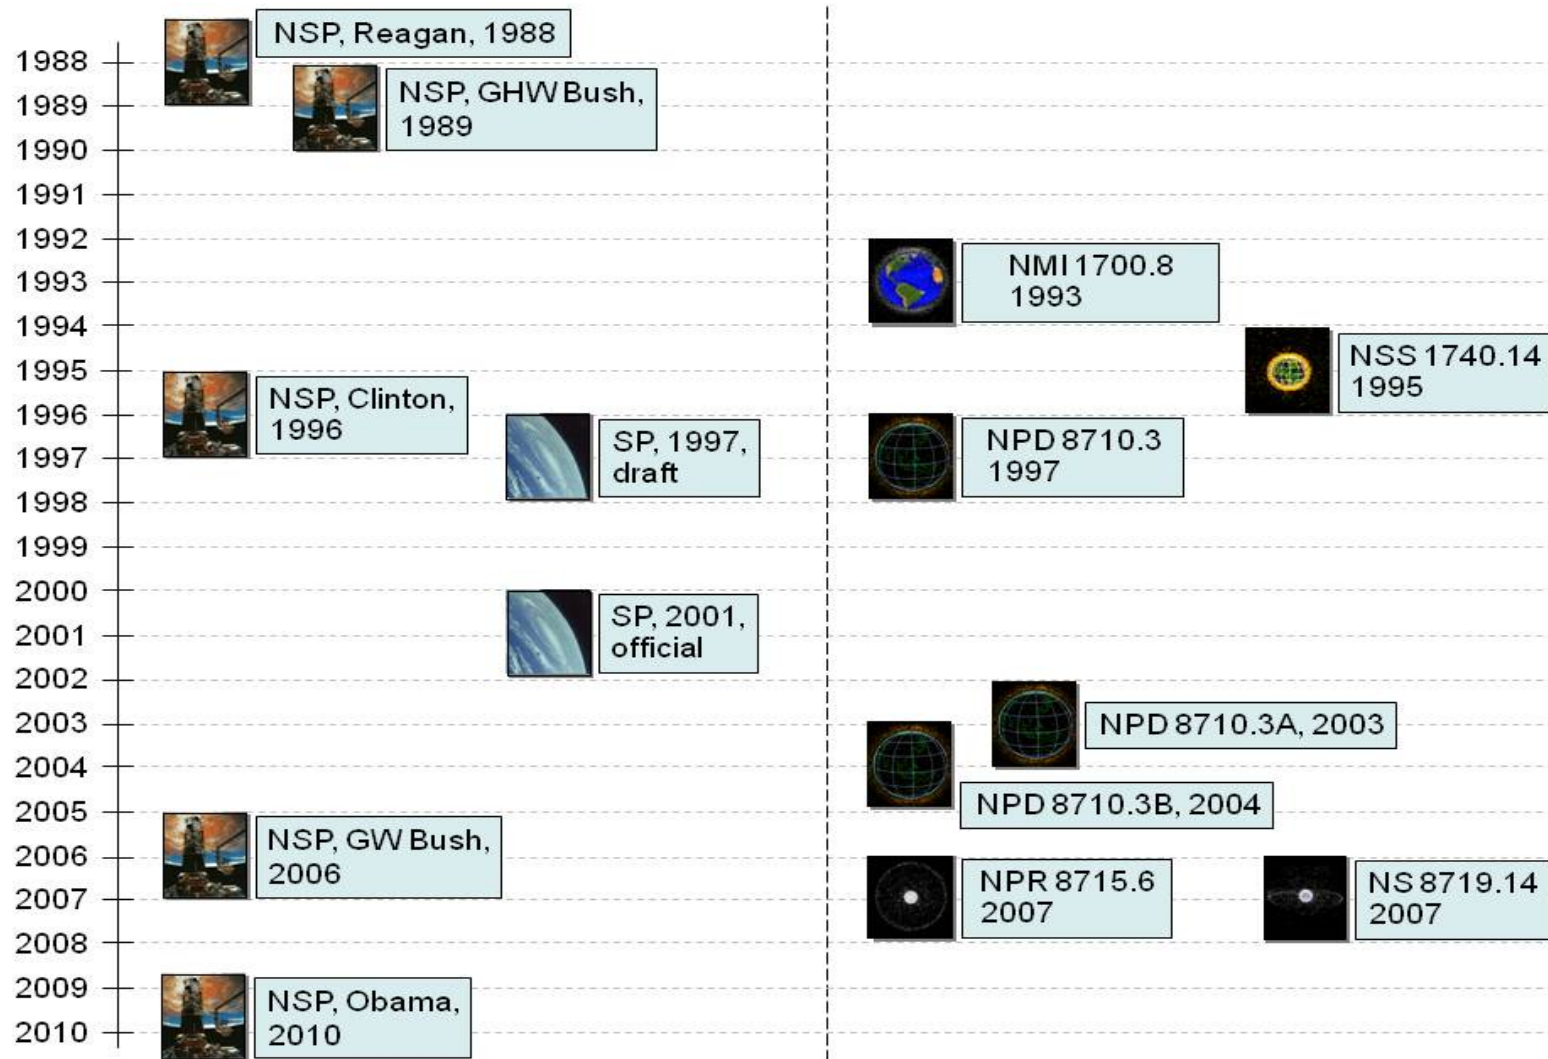 NSP, Reagan, 1988
1988
NSP, GHW Bush,
1989
1989
1990
1991
1992
NMI 1700.8
1993
1993
1994
NSS 1740.14
1995
1995
NSP, Clinton,
1996
1996
SP, 1997,
draft
NPD 8710.3
1997
1997
1998
1999
2000
SP, 2001,
official
2001
2002
2003
NPD 8710.3A, 2003
2004
NPD 8710.3B, 2004
2005
NSP, GW Bush,
2006
2006
NPR 8715.6
2007
NS 8719.14
2007
2007
2008
2009
NSP, Obama,
2010
2010